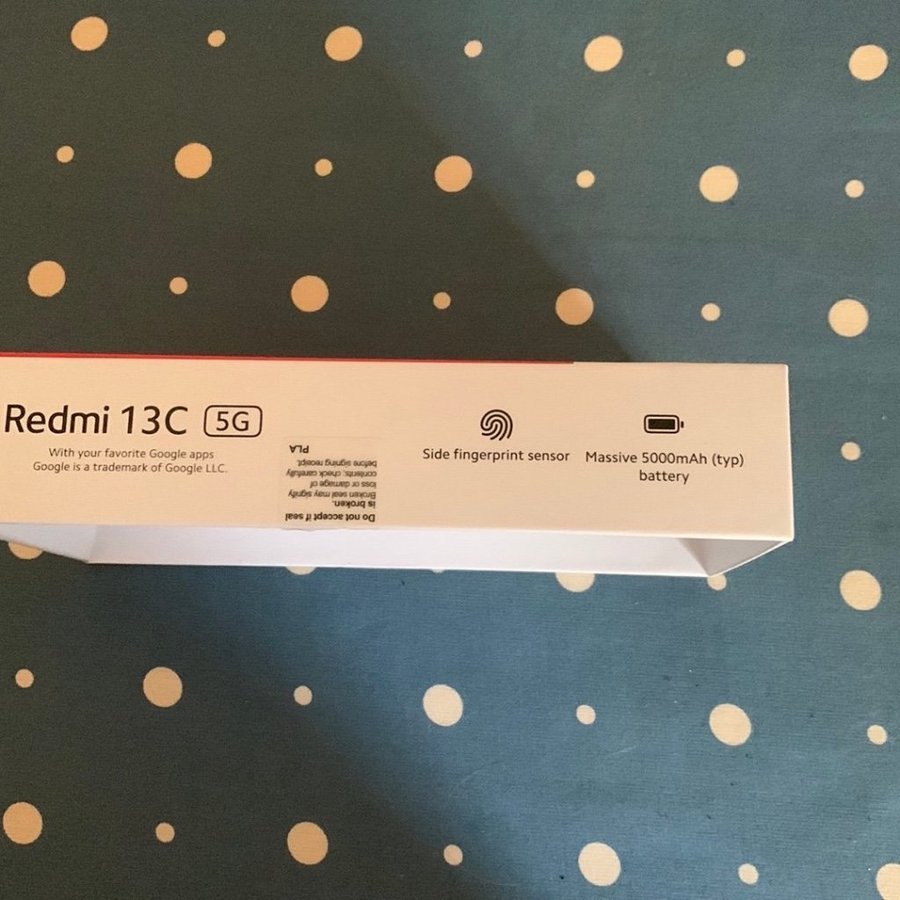 Redmi 13C 5G
With your favorite Google apps
Google is a trademark of Google LLC.
Do not accept if seal
is broken.
Broken seal may signify
loss or damage of
contents, check carefully
before signing receipt.
PLA
Side fingerprint sensor
Massive 5000mAh (typ)
battery